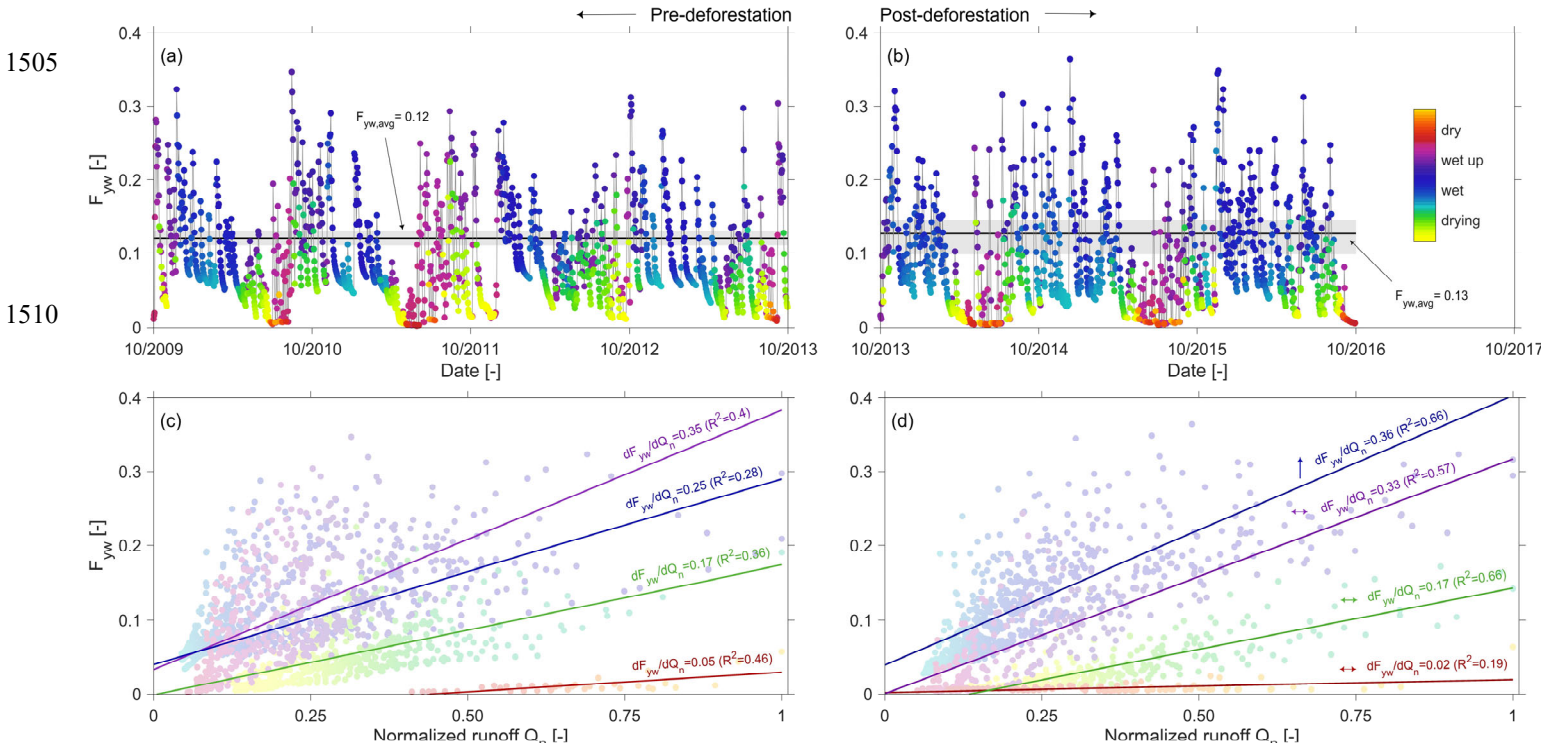 Pre-deforestation
Post-deforestation
1505
1510
(a)
F_yw,avg= 0.12
0.4
0.3
0.2
0.1
0
F_yw [-]
10/2009
10/2010
10/2011
10/2012
10/2013
Date [-]
(b)
dry
wet up
wet
drying
F_yw,avg= 0.13
0.4
0.3
0.2
0.1
0
10/2013
10/2014
10/2015
10/2016
10/2017
Date [-]
(c)
dF_yw/dQ_n=0.35 (R²=0.4)
dF_yw/dQ_n=0.25 (R²=0.28)
dF_yw/dQ_n=0.17 (R²=0.36)
dF_yw/dQ_n=0.05 (R²=0.46)
0.4
0.3
0.2
0.1
0
F_yw [-]
0
0.25
0.50
0.75
1
Normalized runoff Q_n [-]
(d)
dF_yw/dQ_n=0.36 (R²=0.66)
dF_yw/dQ_n=0.33 (R²=0.57)
dF_yw/dQ_n=0.17 (R²=0.66)
dF_yw/dQ_n=0.02 (R²=0.19)
0.4
0.3
0.2
0.1
0
0
0.25
0.50
0.75
1
Normalized runoff Q_n [-]